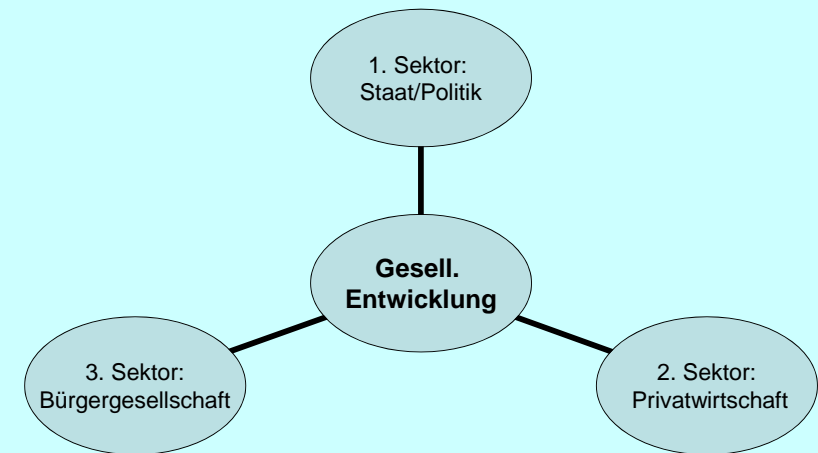 1. Sektor:
Staat/Politik
Gesell.
Entwicklung
3. Sektor:
Bürgergesellschaft
2. Sektor:
Privatwirtschaft